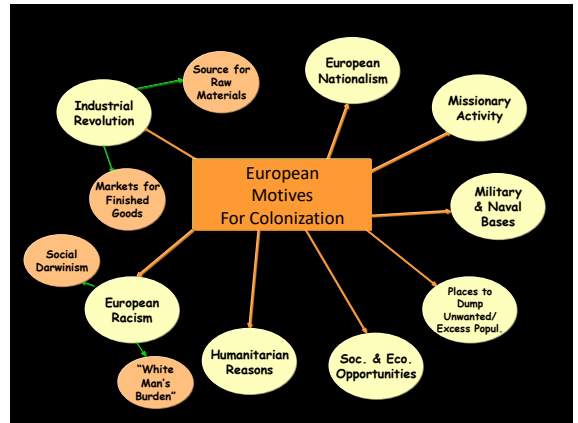 European
Motives
For Colonization
Industrial
Revolution
Source for
Raw
Materials
Markets for
Finished
Goods
European
Nationalism
Missionary
Activity
Military
& Naval
Bases
Places to
Dump
Unwanted/
Excess Popul.
Soc. & Eco.
Opportunities
Humanitarian
Reasons
European
Racism
Social
Darwinism
“White
Man’s
Burden”